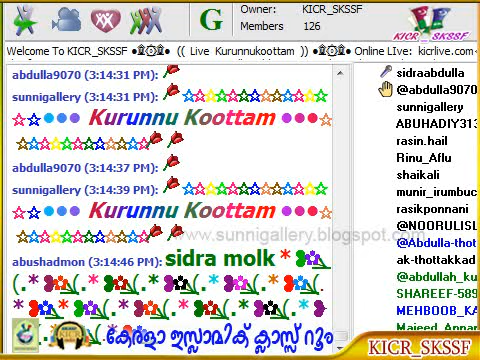 G
Owner: KICR_SKSSF
Members 126
KICR_SKSSF
Welcome To KICR_SKSSF ●۩۞۩● (( Live Kurunnukoottam )) ●۩۞۩● Online LIve: kicrlive.com
abdulla9070 (3:14:31 PM):
sunnigallery (3:14:31 PM): ☆☆☆☆☆☆☆☆☆☆☆☆
☆☆●●● Kurunnu Koottam ●●●☆
☆☆☆☆☆☆☆☆☆☆
abdulla9070 (3:14:37 PM):
sunnigallery (3:14:39 PM): ☆☆☆☆☆☆☆☆☆☆☆☆
☆☆●●● Kurunnu Koottam ●●●☆
☆☆☆☆☆☆☆☆☆☆
www.sunnigallery.blogspot.com
abushadmon (3:14:46 PM): sidra molk *
sidraabdulla
@abdulla9070
sunnigallery
ABUHADIY313
rasin.hail
Rinu_Aflu
shaikali
munir_irumbuc
rasikponnani
@NOORULISL
@Abdulla-thot
ak-thottakkad
@abdullah_ku
SHAREEF-589
MEHBOOB_KA
Majeed_Appar
കേരളാ ഇസ്ലാമിക് ക്ലാസ്സ് റൂം
KICR_SKSSF